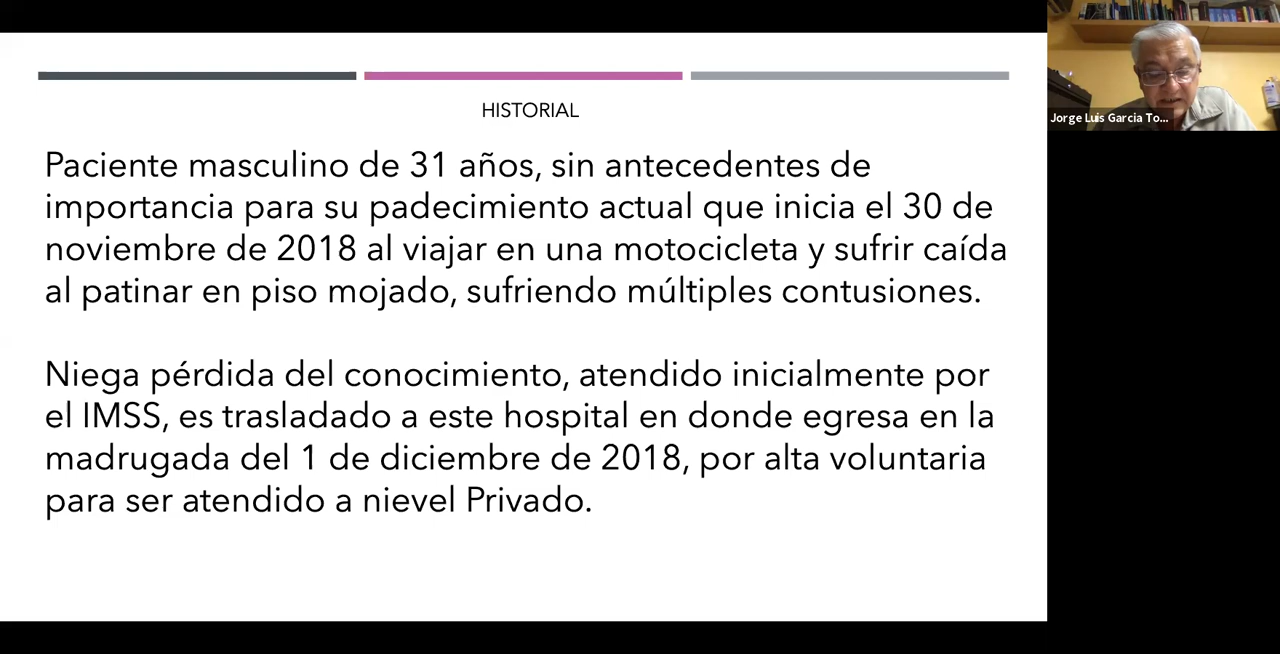 HISTORIAL
Paciente masculino de 31 años, sin antecedentes de
importancia para su padecimiento actual que inicia el 30 de
noviembre de 2018 al viajar en una motocicleta y sufrir caída
al patinar en piso mojado, sufriendo múltiples contusiones.
Niega pérdida del conocimiento, atendido inicialmente por
el IMSS, es trasladado a este hospital en donde egresa en la
madrugada del 1 de diciembre de 2018, por alta voluntaria
para ser atendido a nievel Privado.
Jorge Luis Garcia To...